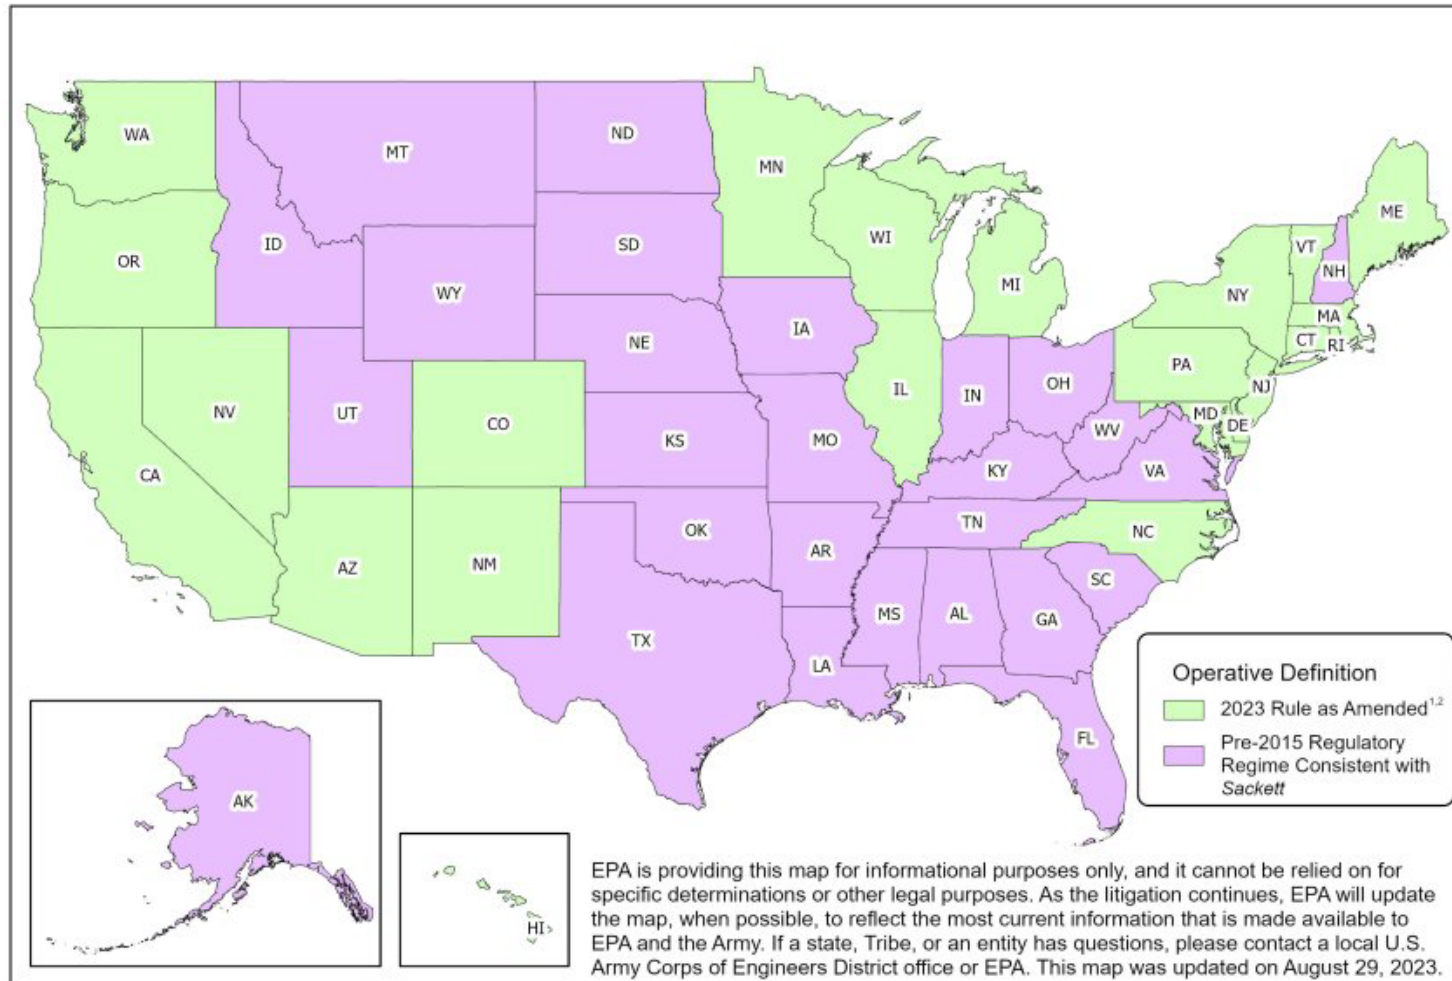 WA
MT
ND
MN
ME
ID
OR
SD
WI
VT
NH
MI
NY
WY
MA
IA
CT
RI
NE
PA
OH
NJ
IL
IN
NV
UT
CO
MD
DE
WV
KS
MO
CA
KY
VA
OK
TN
NC
AR
AZ
NM
SC
MS
AL
GA
TX
LA
FL
AK
HI
Operative Definition
2023 Rule as Amended1,2
Pre-2015 Regulatory
Regime Consistent with
Sackett
EPA is providing this map for informational purposes only, and it cannot be relied on for
specific determinations or other legal purposes. As the litigation continues, EPA will update
the map, when possible, to reflect the most current information that is made available to
EPA and the Army. If a state, Tribe, or an entity has questions, please contact a local U.S.
Army Corps of Engineers District office or EPA. This map was updated on August 29, 2023.